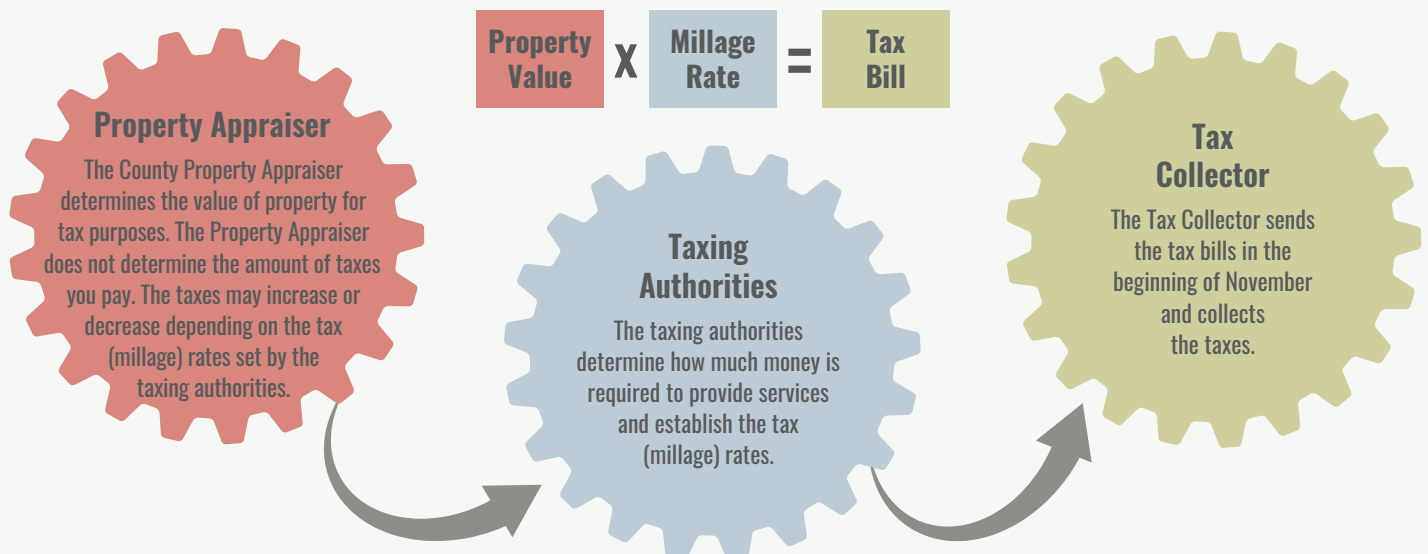 Property
Value
X
Millage
Rate
=
Tax
Bill
Property Appraiser
The County Property Appraiser
determines the value of property for
tax purposes. The Property Appraiser
does not determine the amount of taxes
you pay. The taxes may increase or
decrease depending on the tax
(millage) rates set by the
taxing authorities.
Taxing
Authorities
The taxing authorities
determine how much money is
required to provide services
and establish the tax
(millage) rates.
Tax
Collector
The Tax Collector sends
the tax bills in the
beginning of November
and collects
the taxes.